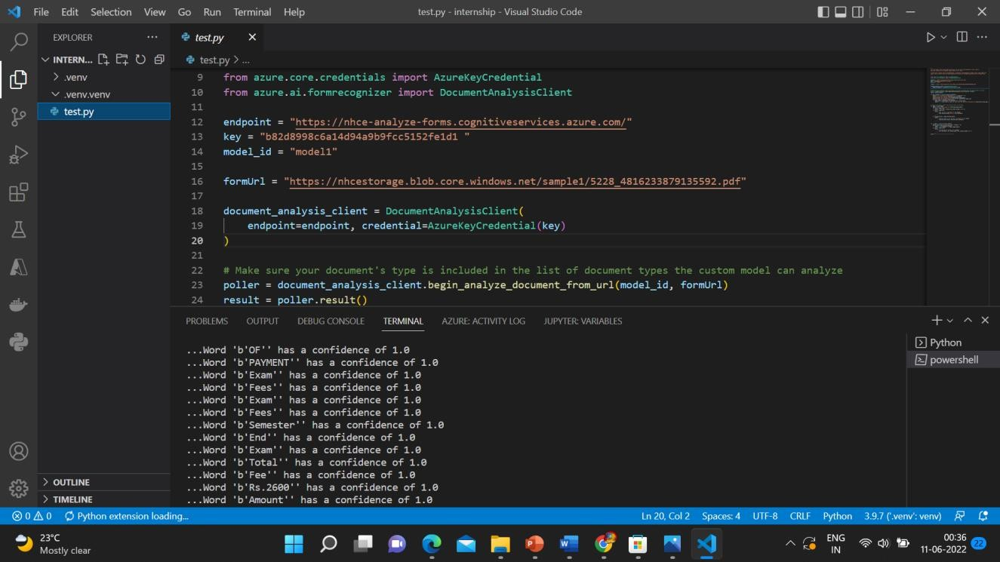 File Edit Selection View Go Run Terminal Help test.py - internship - Visual Studio Code
EXPLORER ... test.py
INTERN... test.py > ...
.venv
.venv.venv
test.py
9 from azure.core.credentials import AzureKeyCredential
10 from azure.ai.formrecognizer import DocumentAnalysisClient
11
12 endpoint = "https://nhce-analyze-forms.cognitiveservices.azure.com/"
13 key = "b82d8998c6a14d94a9b9fcc5152fe1d1 "
14 model_id = "model1"
15
16 formUrl = "https://nhcestorage.blob.core.windows.net/sample1/5228_4816233879135592.pdf"
17
18 document_analysis_client = DocumentAnalysisClient(
19 endpoint=endpoint, credential=AzureKeyCredential(key)
20 )
21
22 # Make sure your document's type is included in the list of document types the custom model can analyze
23 poller = document_analysis_client.begin_analyze_document_from_url(model_id, formUrl)
24 result = poller.result()
PROBLEMS OUTPUT DEBUG CONSOLE TERMINAL AZURE: ACTIVITY LOG JUPYTER: VARIABLES
...Word 'b'OF'' has a confidence of 1.0
...Word 'b'PAYMENT'' has a confidence of 1.0
...Word 'b'Exam'' has a confidence of 1.0
...Word 'b'Fees'' has a confidence of 1.0
...Word 'b'Exam'' has a confidence of 1.0
...Word 'b'Fees'' has a confidence of 1.0
...Word 'b'Semester'' has a confidence of 1.0
...Word 'b'End'' has a confidence of 1.0
...Word 'b'Exam'' has a confidence of 1.0
...Word 'b'Total'' has a confidence of 1.0
...Word 'b'Fee'' has a confidence of 1.0
...Word 'b'Rs.2600'' has a confidence of 1.0
...Word 'b'Amount'' has a confidence of 1.0
Python
powershell
OUTLINE
TIMELINE
0 0 Python extension loading... Ln 20, Col 2 Spaces: 4 UTF-8 CRLF Python 3.9.7 ('.venv': venv)
23°C
Mostly clear
ENG
IN
00:36
11-06-2022
22